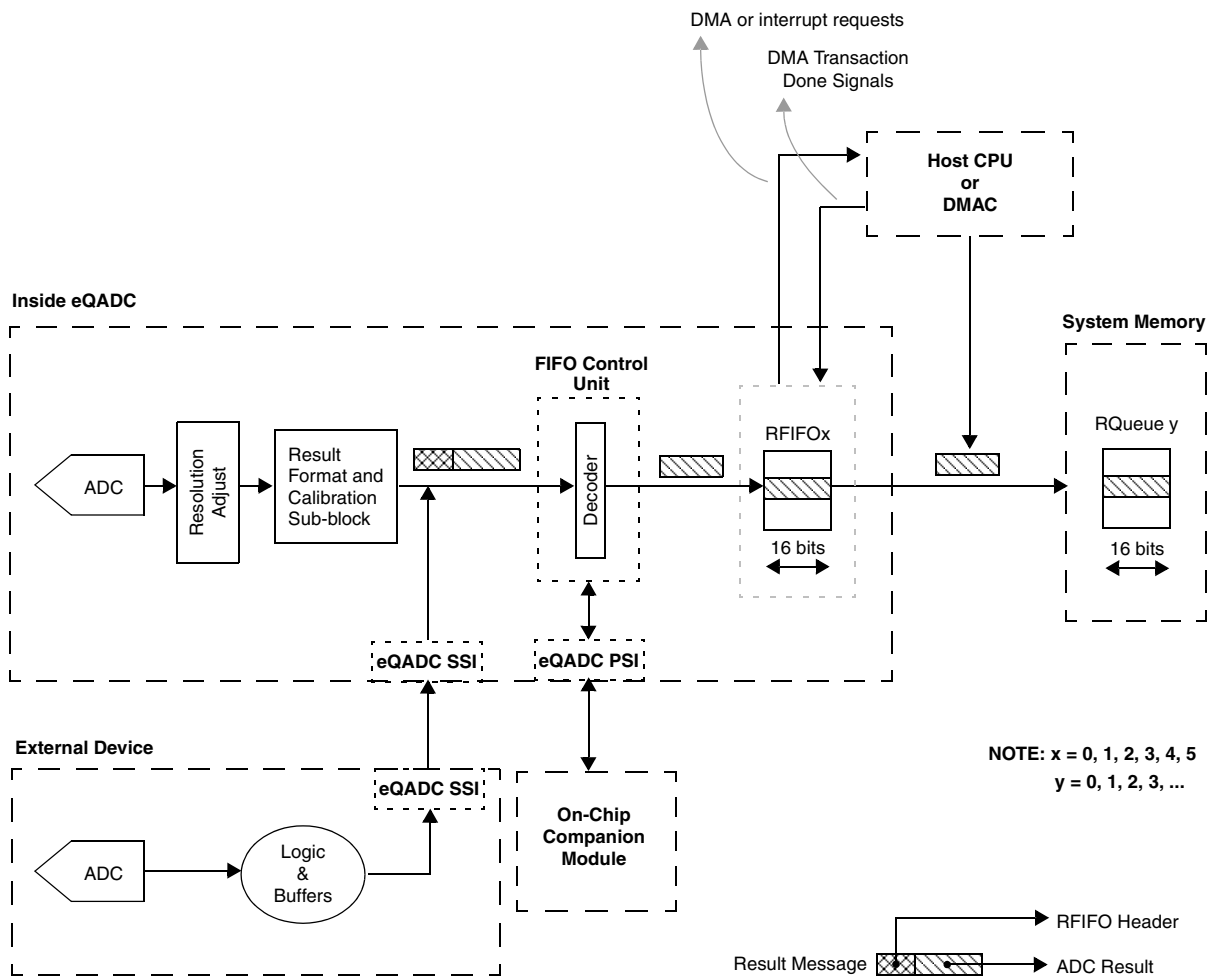 DMA or interrupt requests
DMA Transaction
Done Signals
Host CPU
or
DMAC
Inside eQADC
System Memory
FIFO Control
Unit
RFIFOx
RQueue y
ADC
Resolution
Adjust
Result
Format and
Calibration
Sub-block
Decoder
16 bits
16 bits
eQADC SSI
eQADC PSI
External Device
eQADC SSI
NOTE: x = 0, 1, 2, 3, 4, 5
y = 0, 1, 2, 3, ...
On-Chip
Companion
Module
ADC
Logic
&
Buffers
RFIFO Header
Result Message
ADC Result